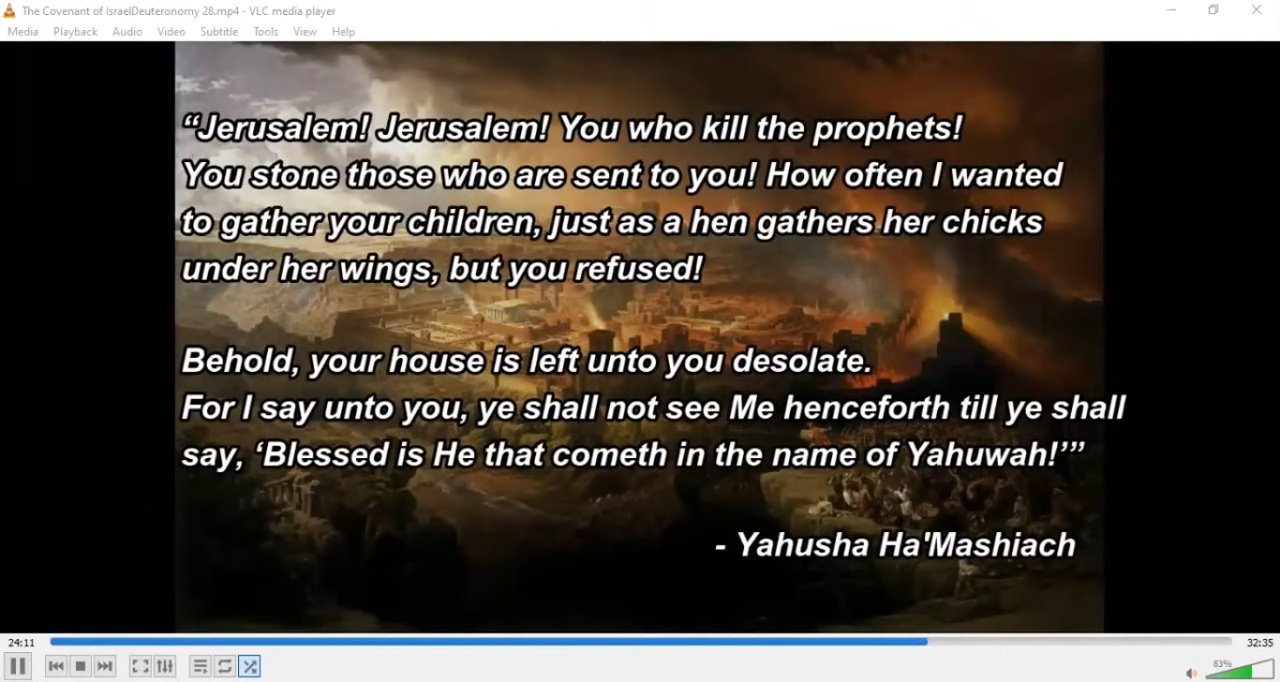 The Covenant of IsraelDeuteronomy 28.mp4 - VLC media player
Media Playback Audio Video Subtitle Tools View Help
“Jerusalem! Jerusalem! You who kill the prophets!
You stone those who are sent to you! How often I wanted
to gather your children, just as a hen gathers her chicks
under her wings, but you refused!
Behold, your house is left unto you desolate.
For I say unto you, ye shall not see Me henceforth till ye shall
say, ‘Blessed is He that cometh in the name of Yahuwah!’”
- Yahusha Ha'Mashiach
24:11 32:35
83%